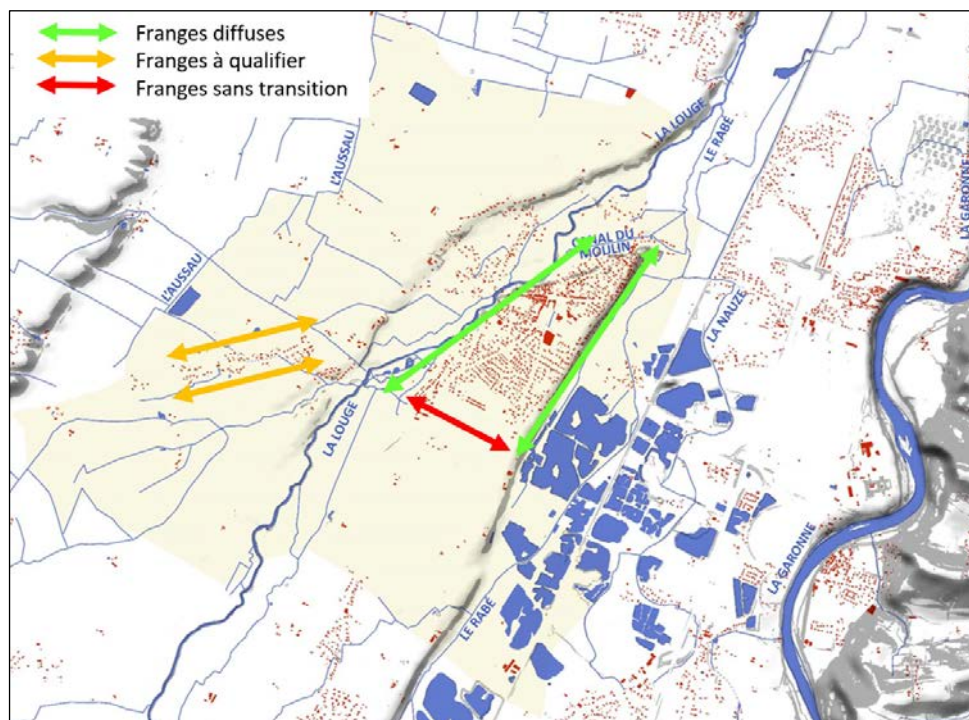 Franges diffuses
Franges à qualifier
Franges sans transition
LA LOUGE
LE RABÉ
L'AUSSAU
LA GARONNE
CANAL DU
MOULIN
L'AUSSAU
LA NAUZE
LA LOUGE
LA GARONNE
LE RABÉ